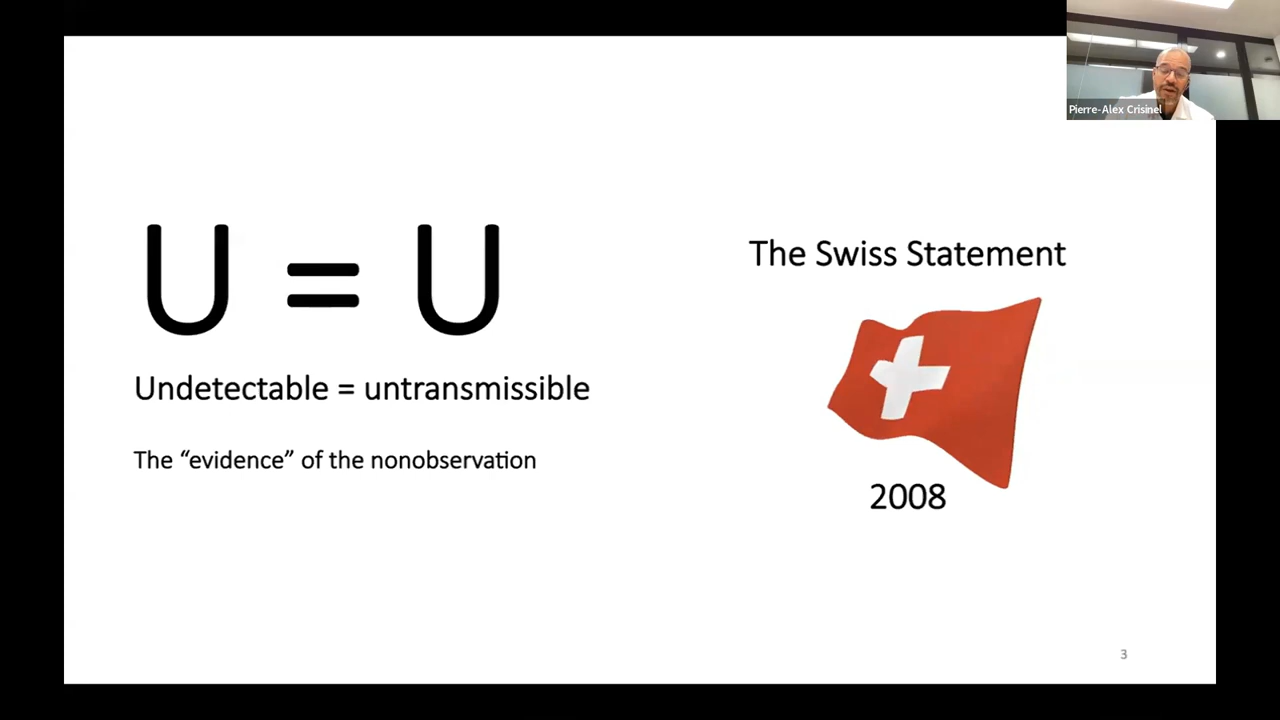 Pierre-Alex Crisinel
U = U
The Swiss Statement
Undetectable = untransmissible
The “evidence” of the nonobservation
2008
3